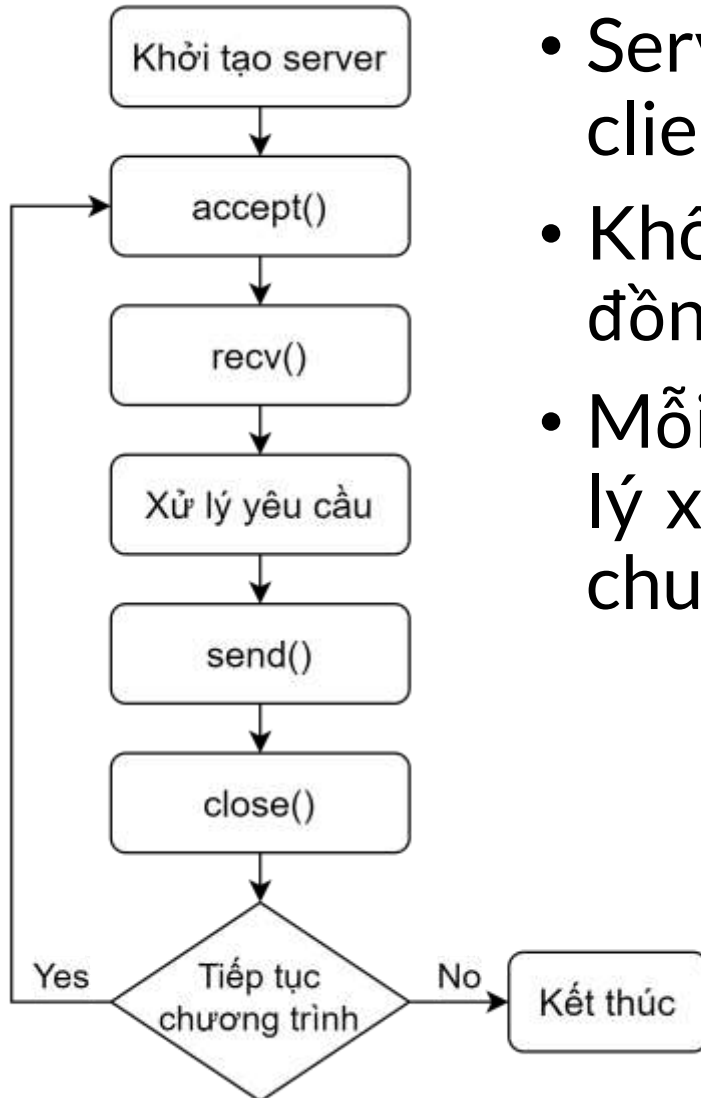 Khởi tạo server
accept()
recv()
Xử lý yêu cầu
send()
close()
Yes
Tiếp tục
chương trình
No
Kết thúc
• Serv
clie
• Khô
đồn
• Mỗi
lý x
chu